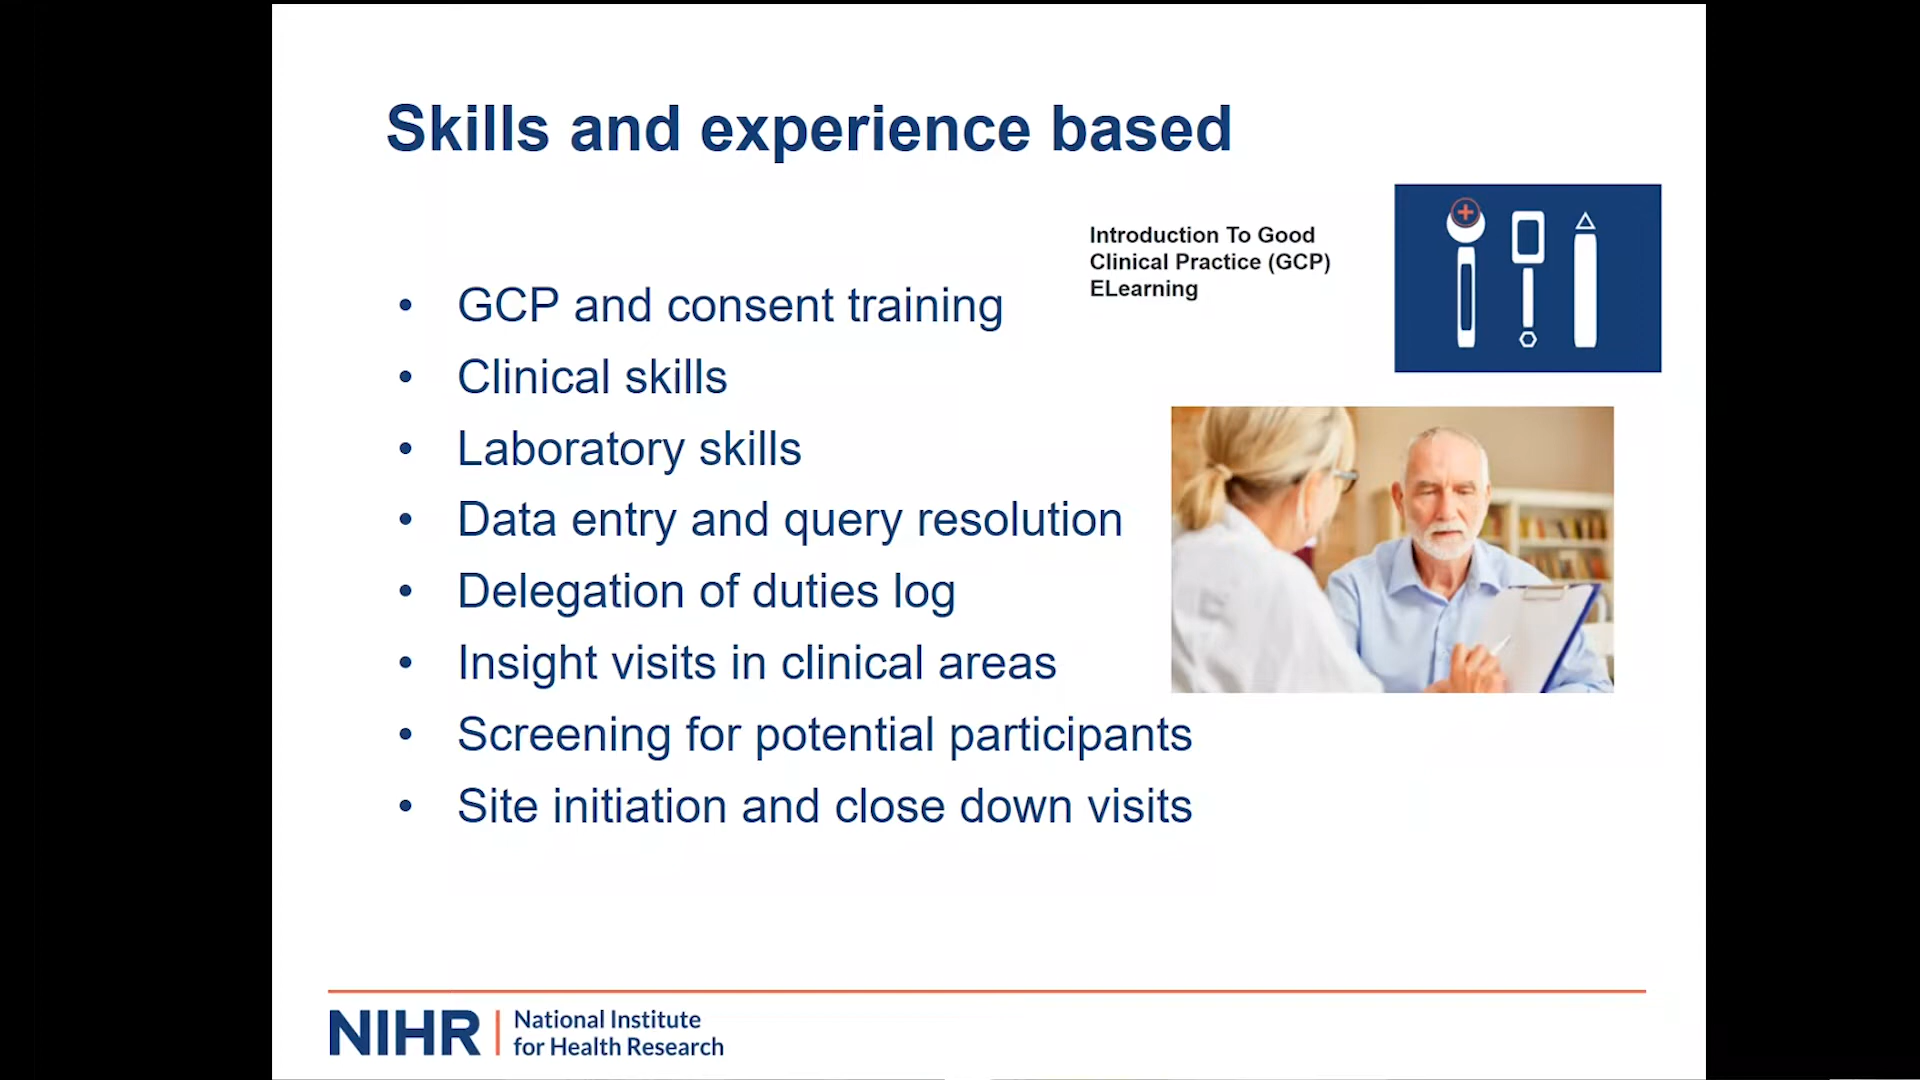 Skills and experience based
Introduction To Good
Clinical Practice (GCP)
ELearning
• GCP and consent training
• Clinical skills
• Laboratory skills
• Data entry and query resolution
• Delegation of duties log
• Insight visits in clinical areas
• Screening for potential participants
• Site initiation and close down visits
NIHR | National Institute
for Health Research